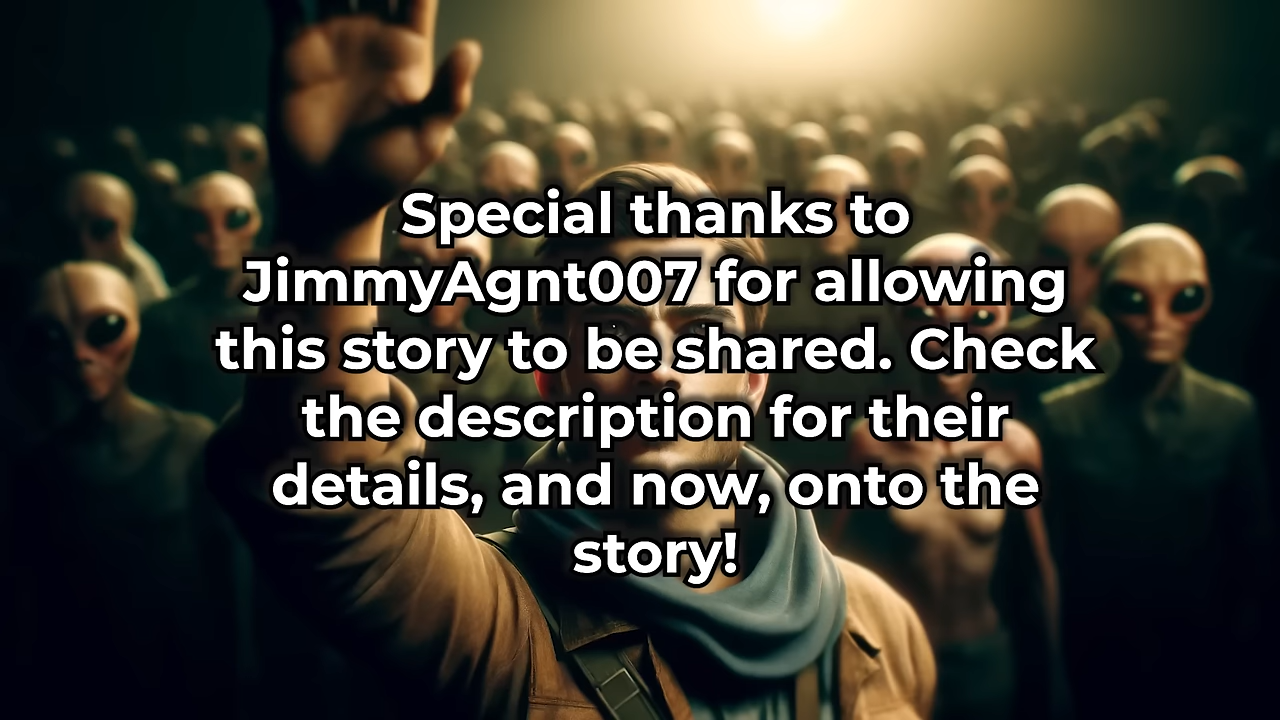 Special thanks to
JimmyAgnt007 for allowing
this story to be shared. Check
the description for their
details, and now, onto the
story!